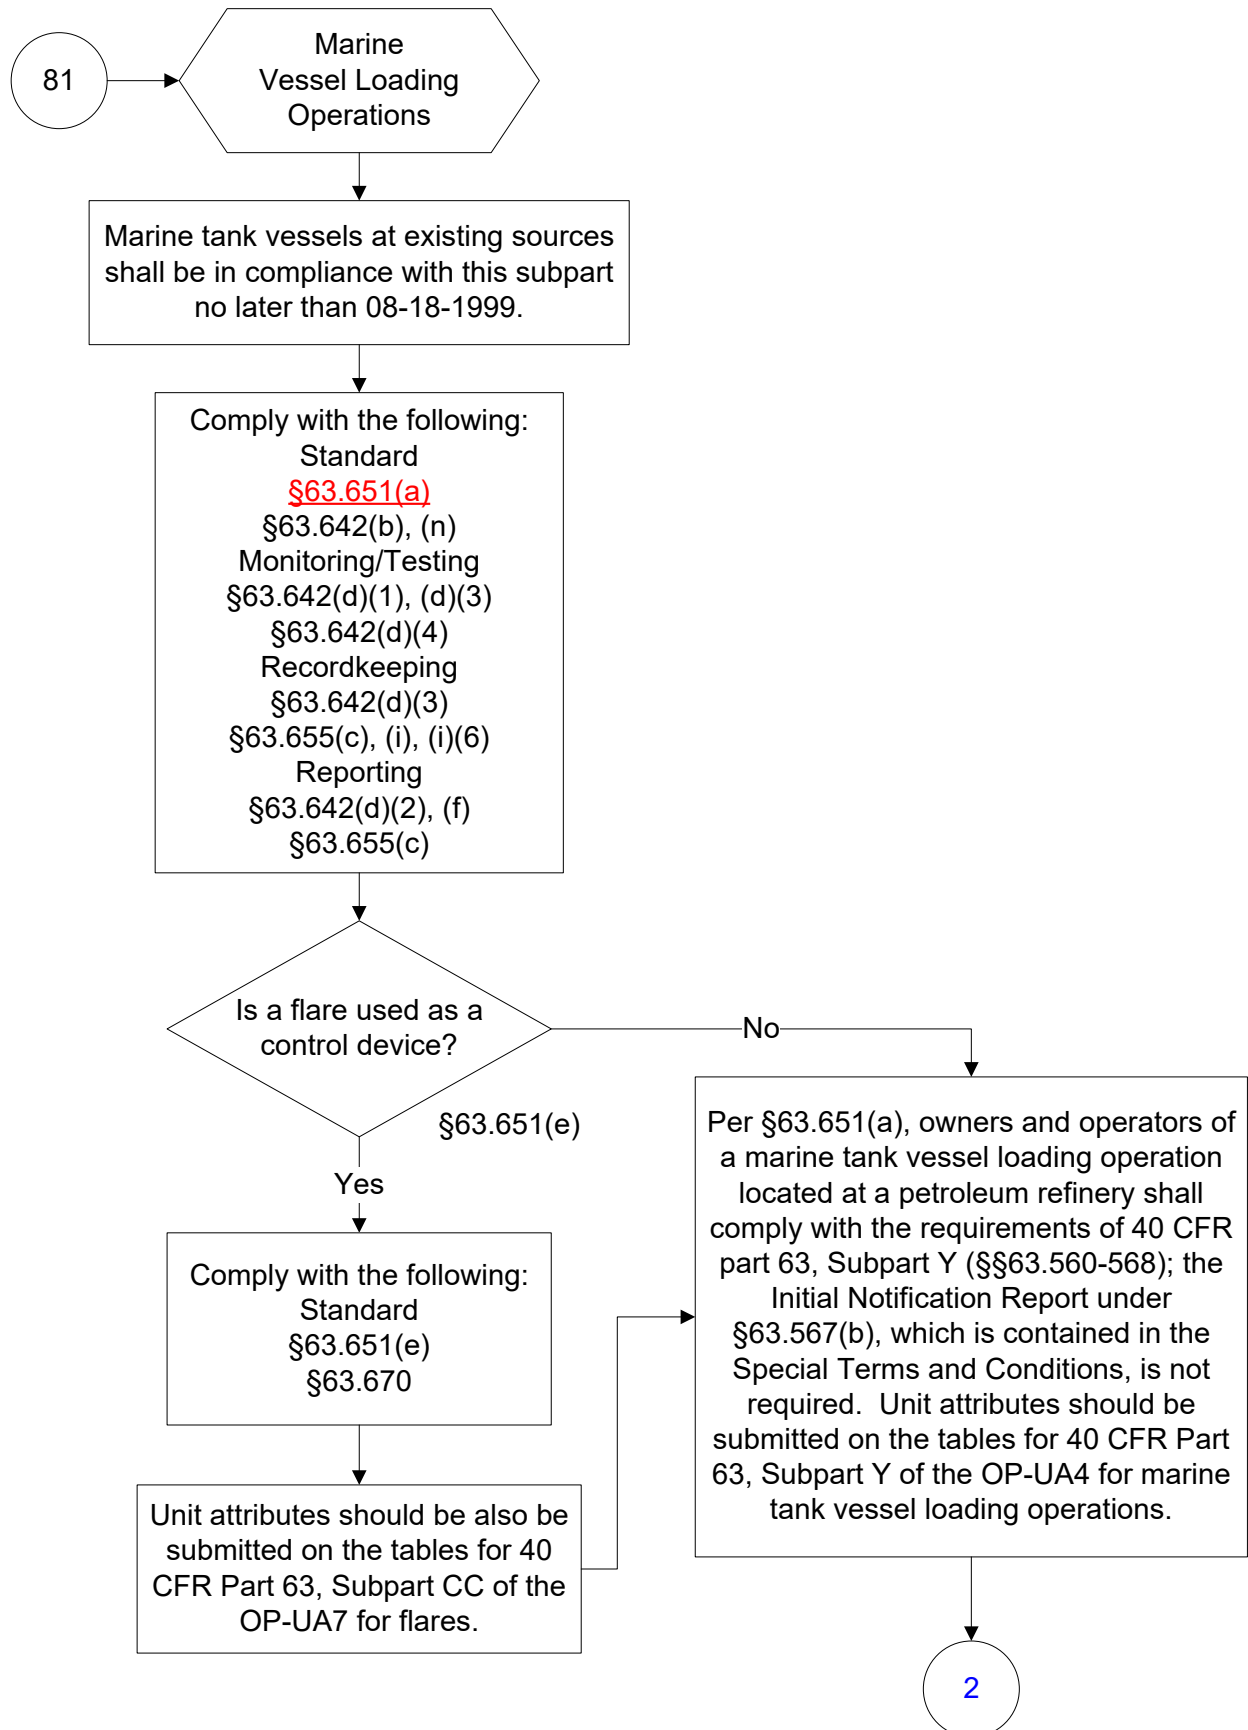 81
Marine
Vessel Loading
Operations
Marine tank vessels at existing sources
shall be in compliance with this subpart
no later than 08-18-1999.
Comply with the following:
Standard
§63.651(a)
§63.642(b), (n)
Monitoring/Testing
§63.642(d)(1), (d)(3)
§63.642(d)(4)
Recordkeeping
§63.642(d)(3)
§63.655(c), (i), (i)(6)
Reporting
§63.642(d)(2), (f)
§63.655(c)
Is a flare used as a
control device?
§63.651(e)
No
Yes
Comply with the following:
Standard
§63.651(e)
§63.670
Unit attributes should be also be
submitted on the tables for 40
CFR Part 63, Subpart CC of the
OP-UA7 for flares.
Per §63.651(a), owners and operators of
a marine tank vessel loading operation
located at a petroleum refinery shall
comply with the requirements of 40 CFR
part 63, Subpart Y (§§63.560-568); the
Initial Notification Report under
§63.567(b), which is contained in the
Special Terms and Conditions, is not
required.  Unit attributes should be
submitted on the tables for 40 CFR Part
63, Subpart Y of the OP-UA4 for marine
tank vessel loading operations.
2